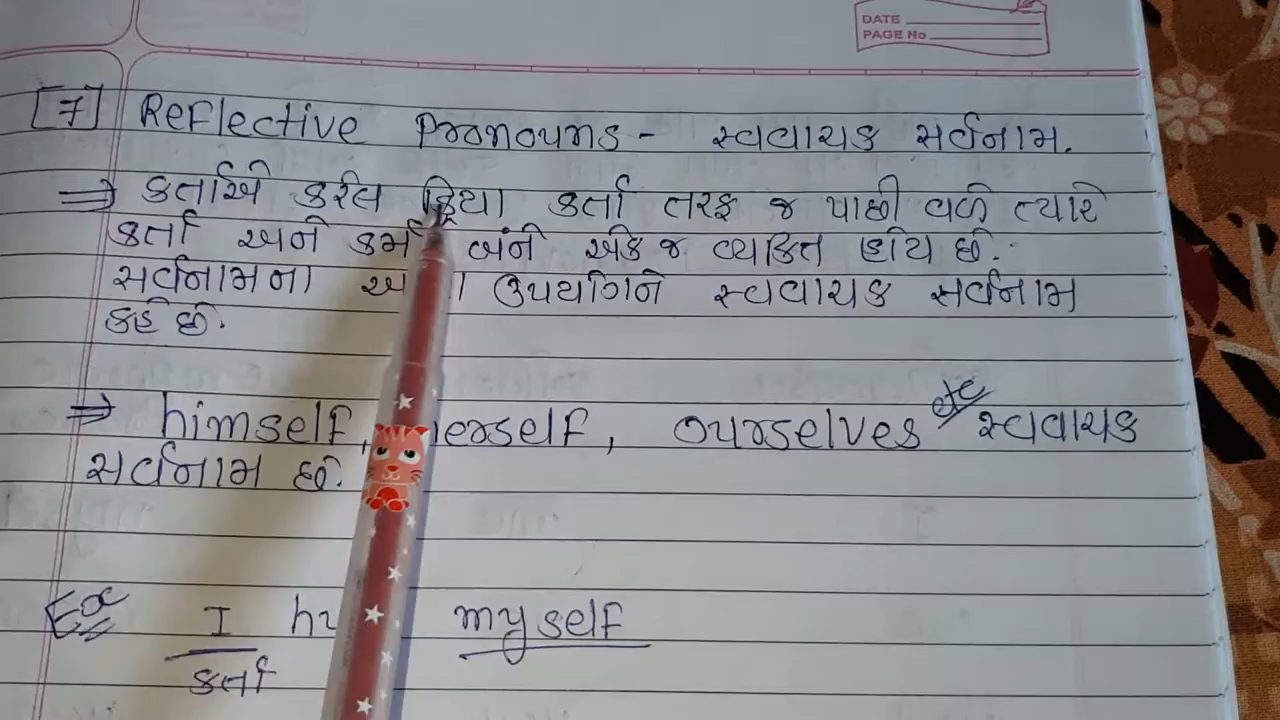 DATE
PAGE No
[7] Reflective Pronouns - સ્વવાચક સર્વનામ.
⇒ કર્તાએ કરેલ ક્રિયા કર્તા તરફ જ પાછી વળે ત્યારે
કર્તા અને કર્મ બંને એક જ વ્યક્તિ હોય છે.
સર્વનામના ઉપયોગને સ્વવાચક સર્વનામ
કહે છે.
⇒ himself, herself, ourselves etc સ્વવાચક
સર્વનામ છે.
Ex I myself
કર્તા